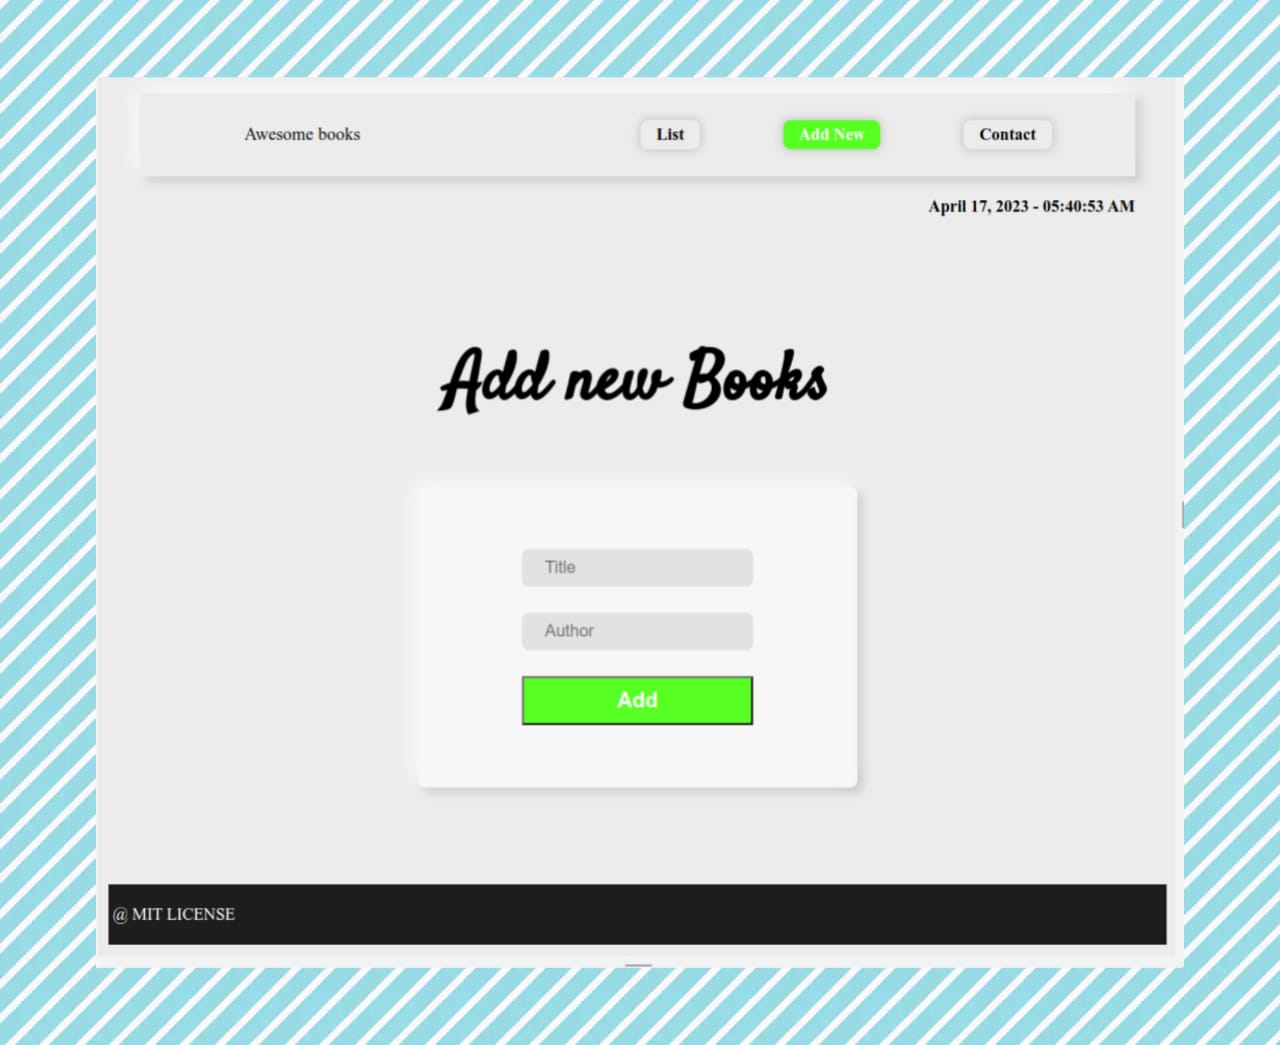 Awesome books
List
Add New
Contact
April 17, 2023 - 05:40:53 AM
Add new Books
Title
Author
Add
@ MIT LICENSE